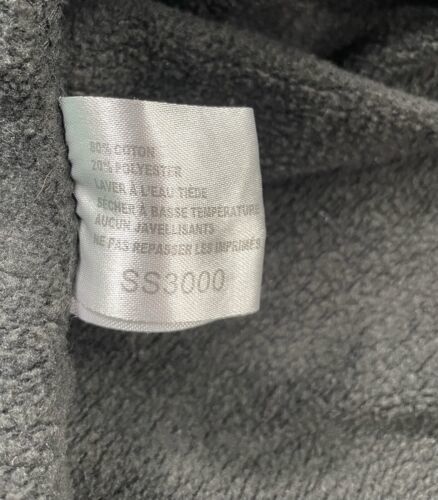 80% COTON
20% POLYESTER
LAVER À L'EAU TIÈDE
SÉCHER À BASSE TEMPÉRATURE
AUCUN JAVELLISANTS
NE PAS REPASSER LES IMPRIMÉS
SS3000